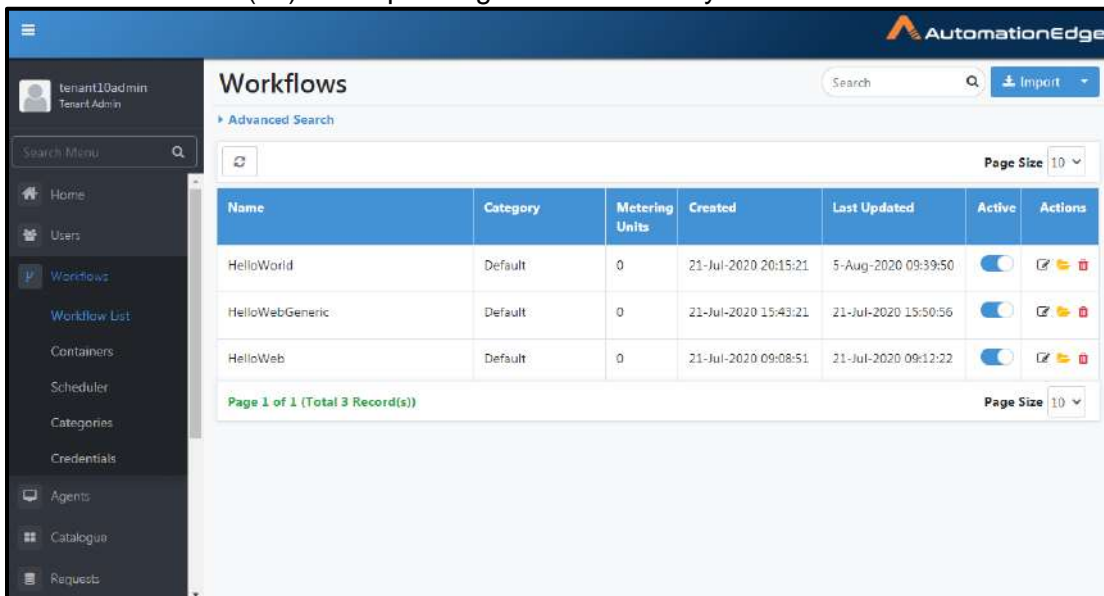 AutomationEdge
tenant10admin
Tenant Admin
Search Menu
Home
Users
Workflows
Workflow List
Containers
Scheduler
Categories
Credentials
Agents
Catalogue
Requests
Workflows
Search
Import
Advanced Search
Page Size 10
Name Category Metering Units Created Last Updated Active Actions
HelloWorld Default 0 21-Jul-2020 20:15:21 5-Aug-2020 09:39:50
HelloWebGeneric Default 0 21-Jul-2020 15:43:21 21-Jul-2020 15:50:56
HelloWeb Default 0 21-Jul-2020 09:08:51 21-Jul-2020 09:12:22
Page 1 of 1 (Total 3 Record(s)) Page Size 10